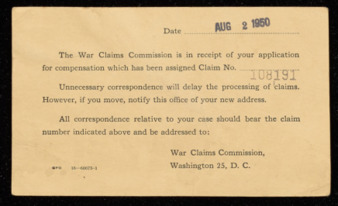 Date AUG 2 1950
The War Claims Commission is in receipt of your application
for compensation which has been assigned Claim No. 108191
Unnecessary correspondence will delay the processing of claims.
However, if you move, notify this office of your new address.
All correspondence relative to your case should bear the claim
number indicated above and be addressed to:
War Claims Commission,
Washington 25, D. C.